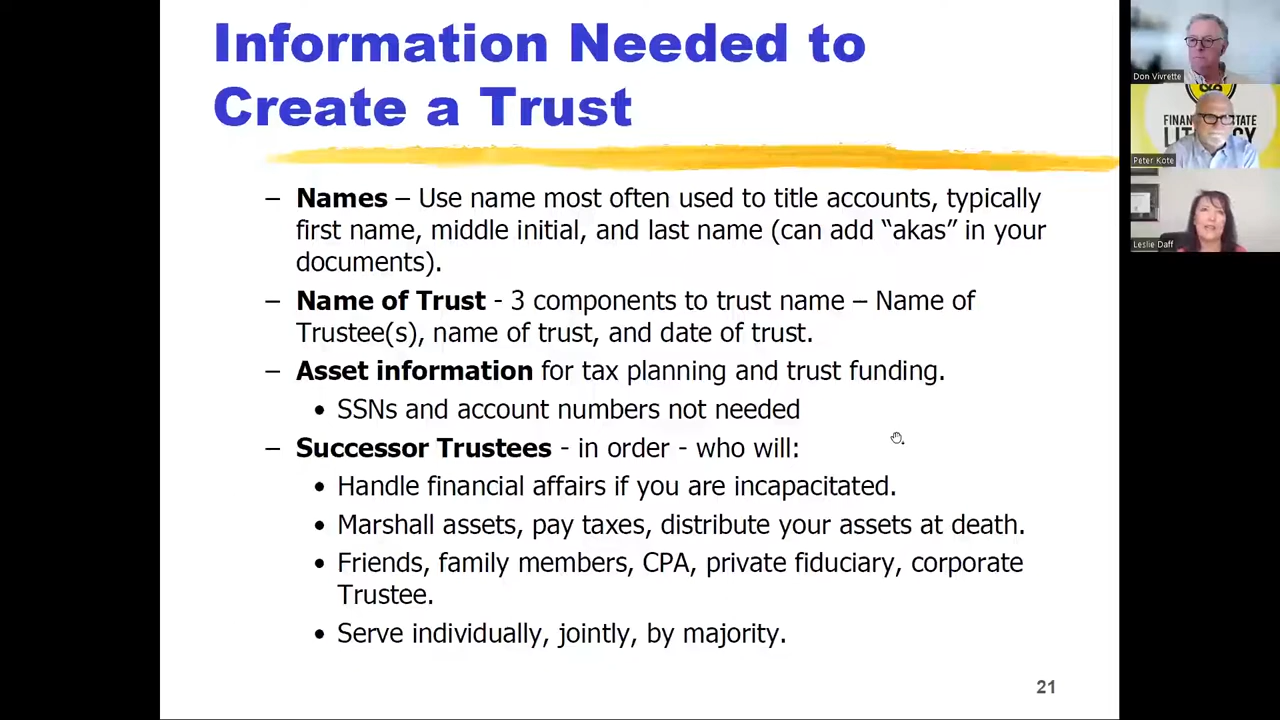 Information Needed to
Create a Trust
– Names – Use name most often used to title accounts, typically
first name, middle initial, and last name (can add “akas” in your
documents).
– Name of Trust - 3 components to trust name – Name of
Trustee(s), name of trust, and date of trust.
– Asset information for tax planning and trust funding.
• SSNs and account numbers not needed
– Successor Trustees - in order - who will:
• Handle financial affairs if you are incapacitated.
• Marshall assets, pay taxes, distribute your assets at death.
• Friends, family members, CPA, private fiduciary, corporate
Trustee.
• Serve individually, jointly, by majority.
21
Don Vivrette
Peter Kote
Leslie Daff